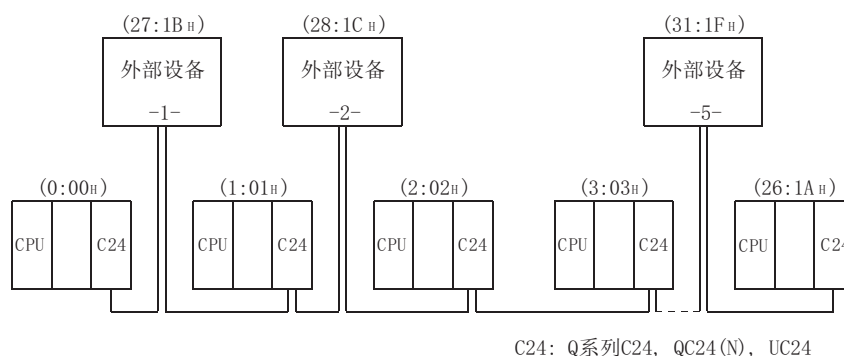 (27:1BH) (28:1CH) (31:1FH)
外部设备 外部设备 外部设备
-1- -2- -5-
(0:00H) (1:01H) (2:02H) (3:03H) (26:1AH)
CPU C24 CPU C24 CPU C24 CPU C24 CPU C24
C24: Q系列C24, QC24(N), UC24